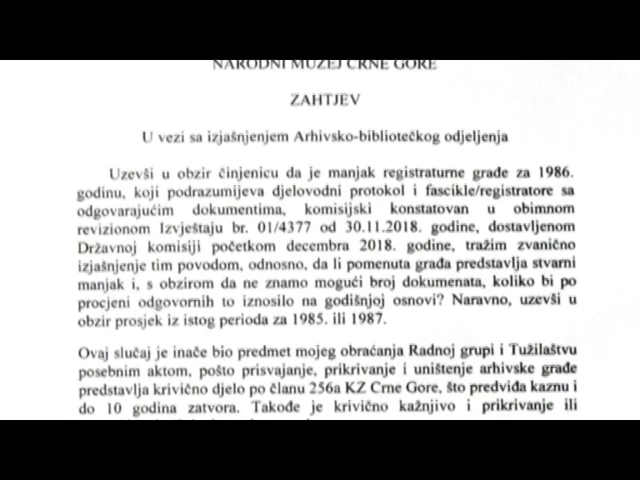 NARODNI MUZEJ CRNE GORE
ZAHTJEV
U vezi sa izjašnjenjem Arhivsko-bibliotečkog odjeljenja
Uzevši u obzir činjenicu da je manjak registraturne građe za 1986.
godinu, koji podrazumijeva djelovodni protokol i fascikle/registratore sa
odgovarajućim dokumentima, komisijski konstatovan u obimnom
revizionom Izvještaju br. 01/4377 od 30.11.2018. godine, dostavljenom
Državnoj komisiji početkom decembra 2018. godine, tražim zvanično
izjašnjenje tim povodom, odnosno, da li pomenuta građa predstavlja stvarni
manjak i, s obzirom da ne znamo mogući broj dokumenata, koliko bi po
procjeni odgovornih to iznosilo na godišnjoj osnovi? Naravno, uzevši u
obzir prosjek iz istog perioda za 1985. ili 1987.
Ovaj slučaj je inače bio predmet mojeg obraćanja Radnoj grupi i Tužilaštvu
posebnim aktom, pošto prisvajanje, prikrivanje i uništenje arhivske građe
predstavlja krivično djelo po članu 256a KZ Crne Gore, što predviđa kaznu i
do 10 godina zatvora. Takođe je krivično kažnjivo i prikrivanje ili